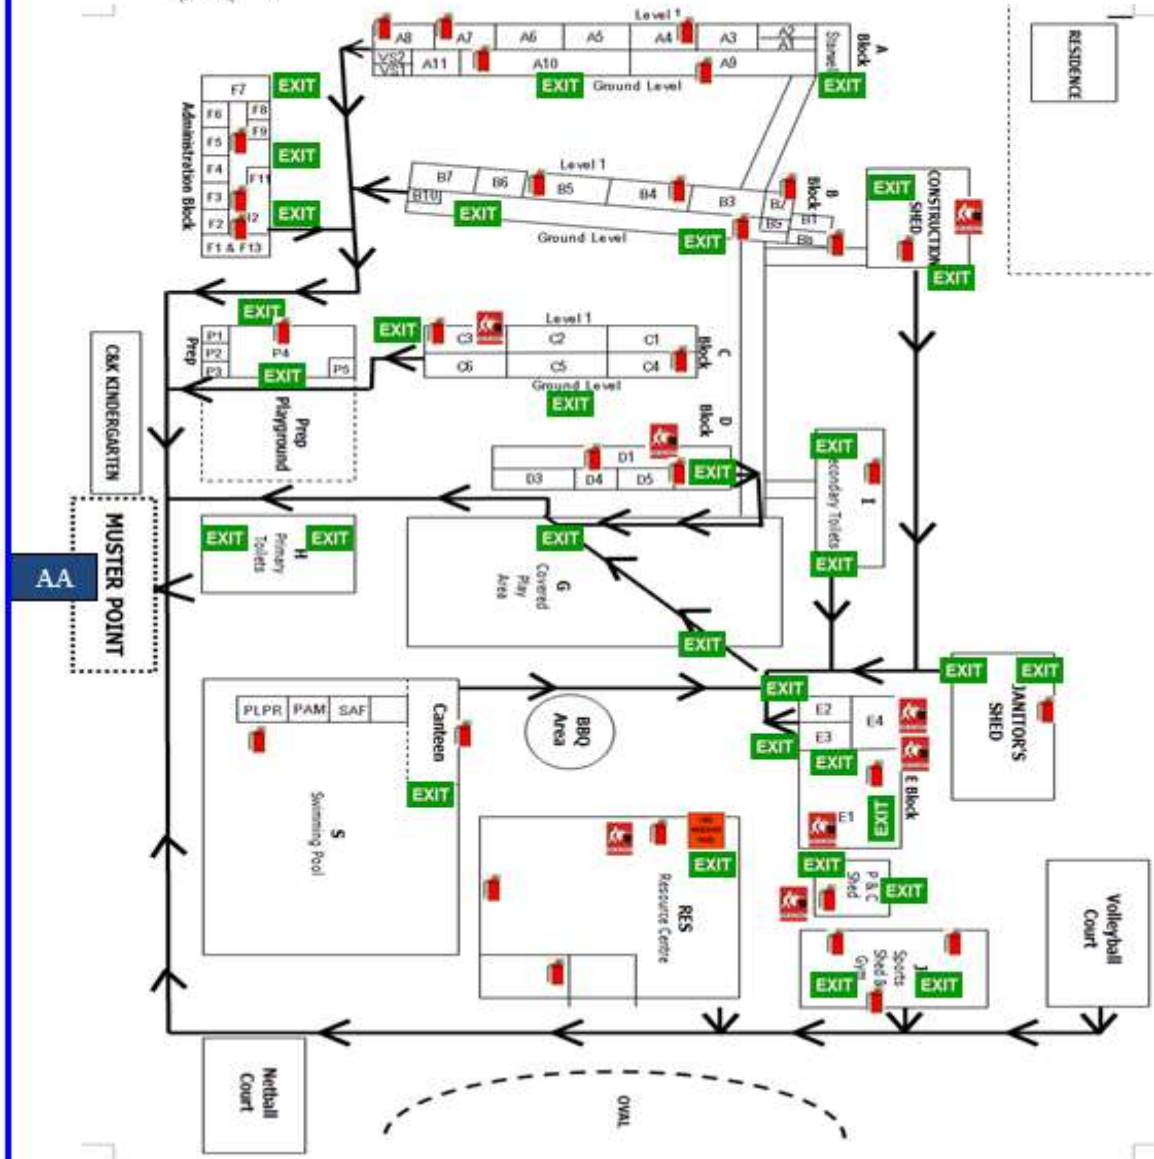 Level 1
A8
A7
A6
A5
A4
A3
A2
A1
VS2
VS1
A11
A10
A9
A
Block
Ground Level
EXIT
EXIT
RESIDENCE
F7
EXIT
F6
F8
F5
F9
EXIT
F4
F11
F3
F2
EXIT
F1 & F13
Administration Block
Level 1
B7
B6
B5
B4
B3
B10
B1
B
Block
EXIT
Ground Level
EXIT
EXIT
CONSTRUCTION
SHED
EXIT
EXIT
P1
P2
P3
P4
P5
Prep
EXIT
Prep
Playground
C&K KINDERGARTEN
EXIT
Level 1
C3
C2
C1
C6
C5
C4
C
Block
Ground Level
EXIT
D
Block
D1
D3
D4
D5
EXIT
EXIT
I
Secondary Toilets
EXIT
AA
MUSTER POINT
EXIT
EXIT
H
Primary
Toilets
EXIT
G
Covered
Play
Area
EXIT
EXIT
EXIT
JANITOR'S
SHED
EXIT
PLPR
PAM
SAF
Canteen
EXIT
S
Swimming Pool
BBQ
Area
E2
E3
E4
EXIT
EXIT
E1
EXIT
E Block
EXIT
RES
Resource Centre
EXIT
P & C
Shed
EXIT
J
Sports
Shed &
Gym
EXIT
EXIT
Volleyball
Court
Netball
Court
OVAL